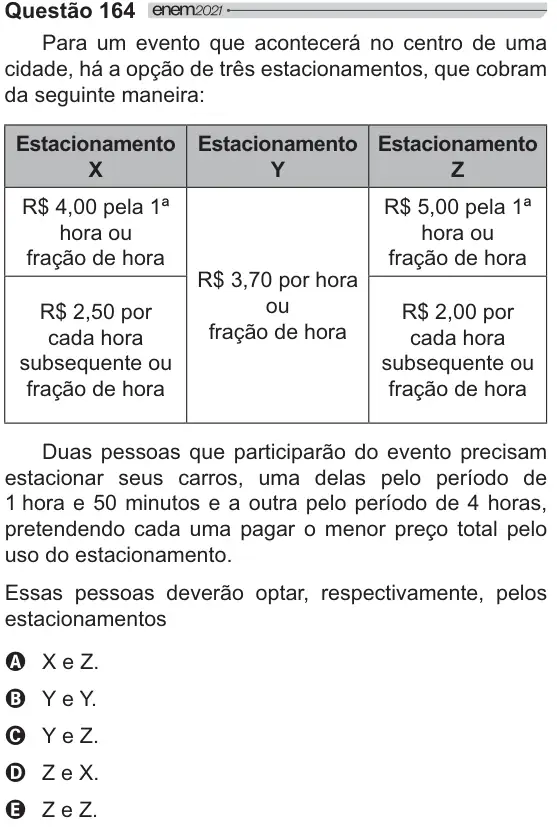 Questão 164 enem2021
Para um evento que acontecerá no centro de uma
cidade, há a opção de três estacionamentos, que cobram
da seguinte maneira:
Estacionamento
X
Estacionamento
Y
Estacionamento
Z
R$ 4,00 pela 1ª
hora ou
fração de hora
R$ 3,70 por hora
ou
fração de hora
R$ 5,00 pela 1ª
hora ou
fração de hora
R$ 2,50 por
cada hora
subsequente ou
fração de hora
R$ 2,00 por
cada hora
subsequente ou
fração de hora
Duas pessoas que participarão do evento precisam
estacionar seus carros, uma delas pelo período de
1 hora e 50 minutos e a outra pelo período de 4 horas,
pretendendo cada uma pagar o menor preço total pelo
uso do estacionamento.
Essas pessoas deverão optar, respectivamente, pelos
estacionamentos
A X e Z.
B Y e Y.
C Y e Z.
D Z e X.
E Z e Z.